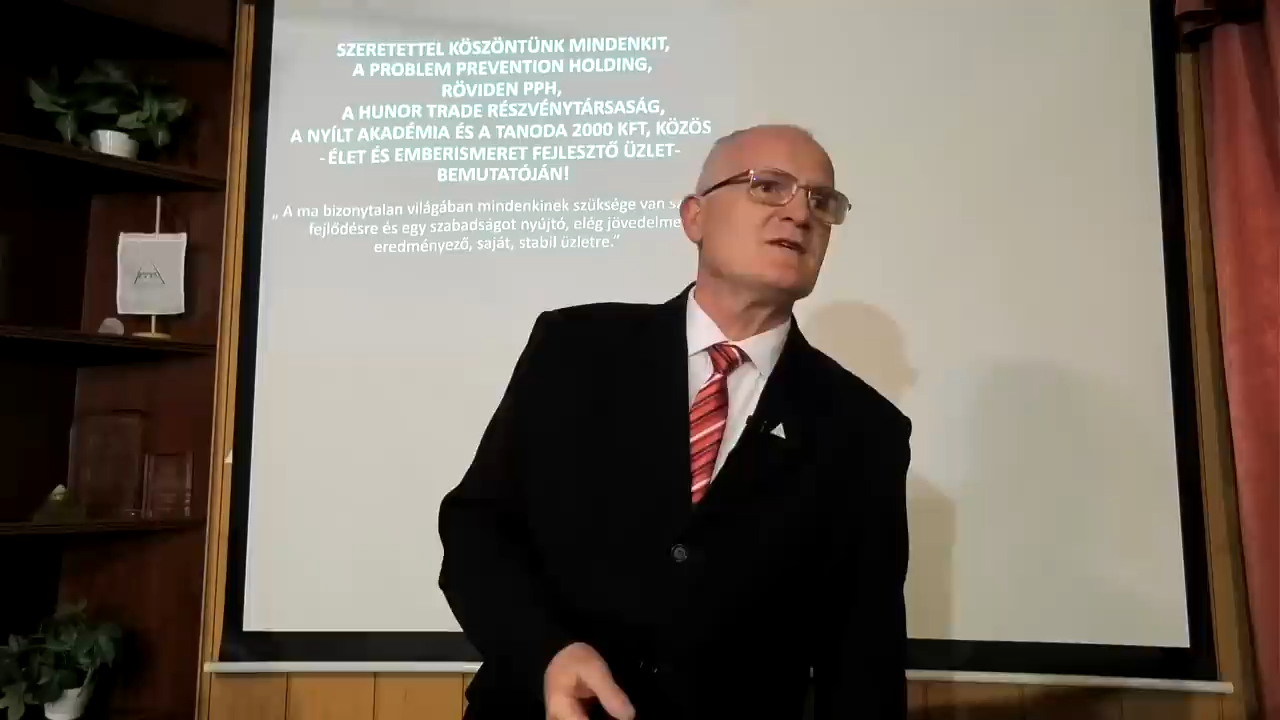 SZERETETTEL KÖSZÖNTÜNK MINDENKIT,
A PROBLEM PREVENTION HOLDING,
RÖVIDEN PPH,
A HUNOR TRADE RÉSZVÉNYTÁRSASÁG,
A NYÍLT AKADÉMIA ÉS A TANODA 2000 KFT, KÖZÖS
-ÉLET ÉS EMBERISMERET FEJLESZTŐ ÜZLET-
BEMUTATÓJÁN!
„ A ma bizonytalan világában mindenkinek szüksége van
fejlődésre és egy szabadságot nyújtó, elég
eredményező, saját, stabil üzletre.”